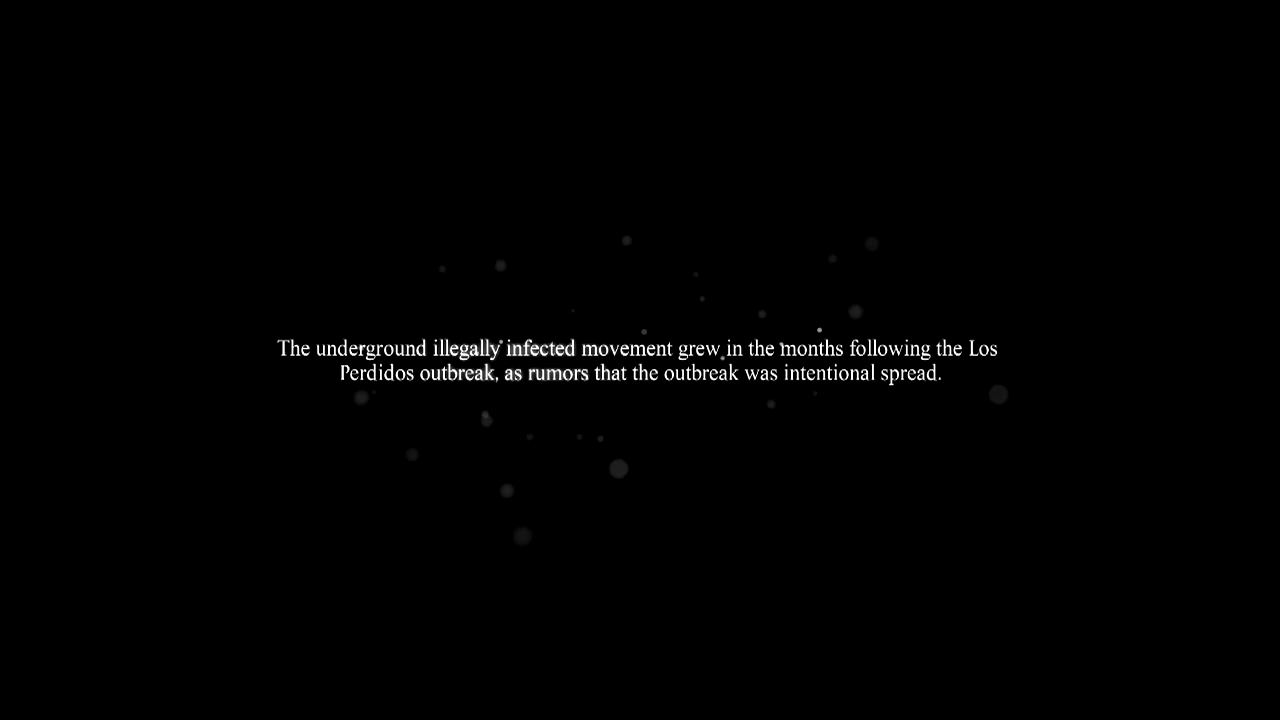 The underground illegally infected movement grew in the months following the Los
Perdidos outbreak, as rumors that the outbreak was intentional spread.